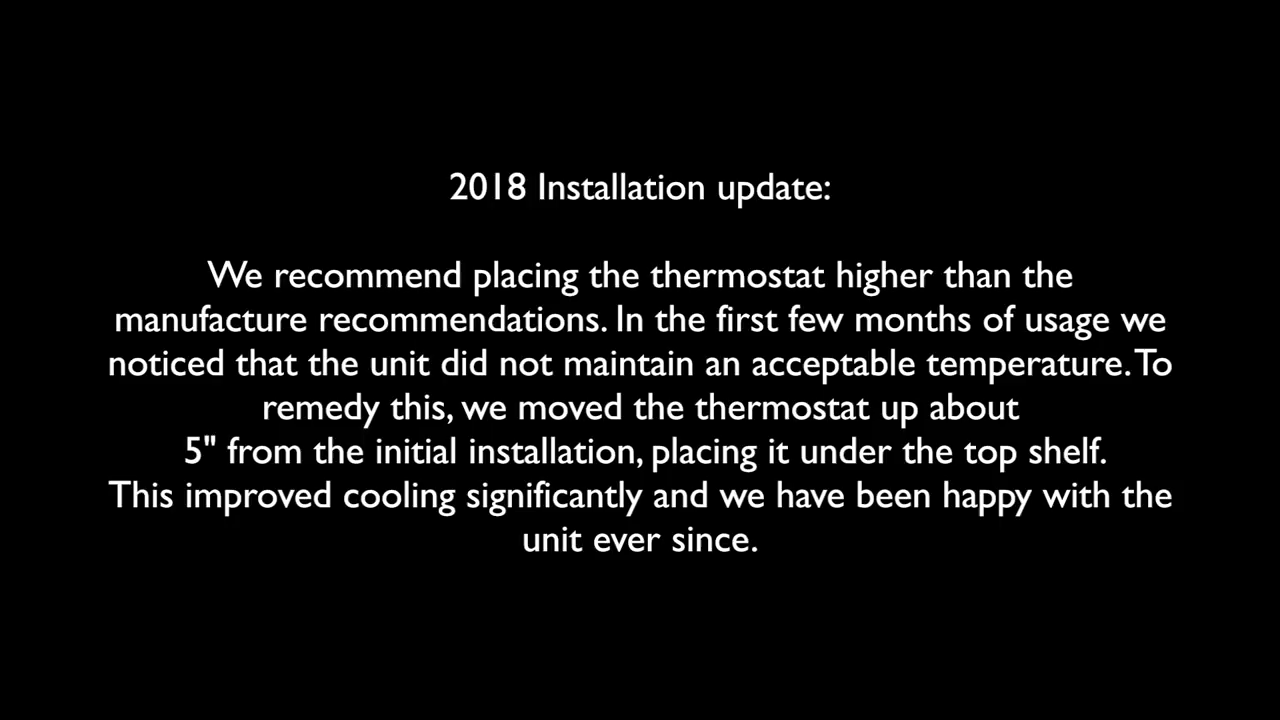 2018 Installation update:
We recommend placing the thermostat higher than the
manufacture recommendations. In the first few months of usage we
noticed that the unit did not maintain an acceptable temperature. To
remedy this, we moved the thermostat up about
5" from the initial installation, placing it under the top shelf.
This improved cooling significantly and we have been happy with the
unit ever since.